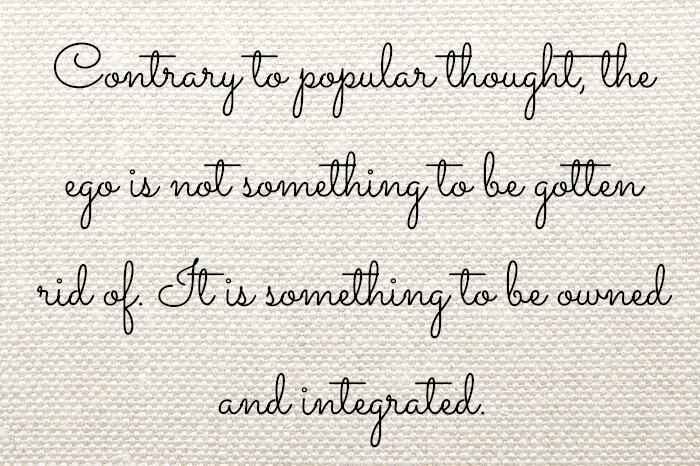 Contrary to popular thought, the
ego is not something to be gotten
rid of. It is something to be owned
and integrated.